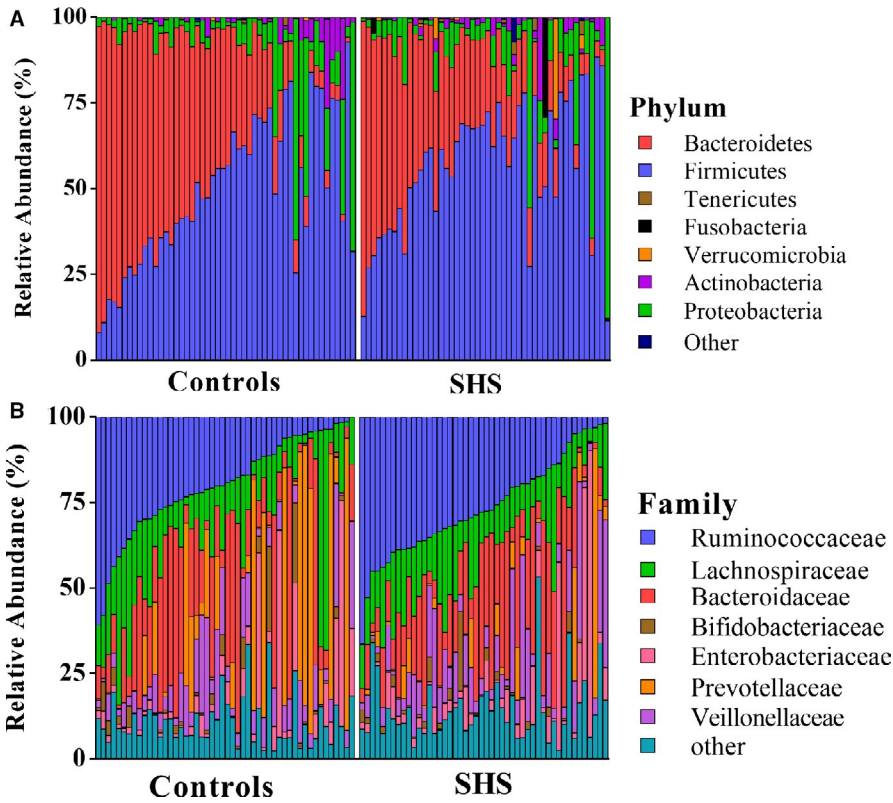 A
Relative Abundance (%)
100
75
50
25
0
Controls
SHS
Phylum
Bacteroidetes
Firmicutes
Tenericutes
Fusobacteria
Verrucomicrobia
Actinobacteria
Proteobacteria
Other
B
Relative Abundance (%)
100
75
50
25
0
Controls
SHS
Family
Ruminococcaceae
Lachnospiraceae
Bacteroidaceae
Bifidobacteriaceae
Enterobacteriaceae
Prevotellaceae
Veillonellaceae
other